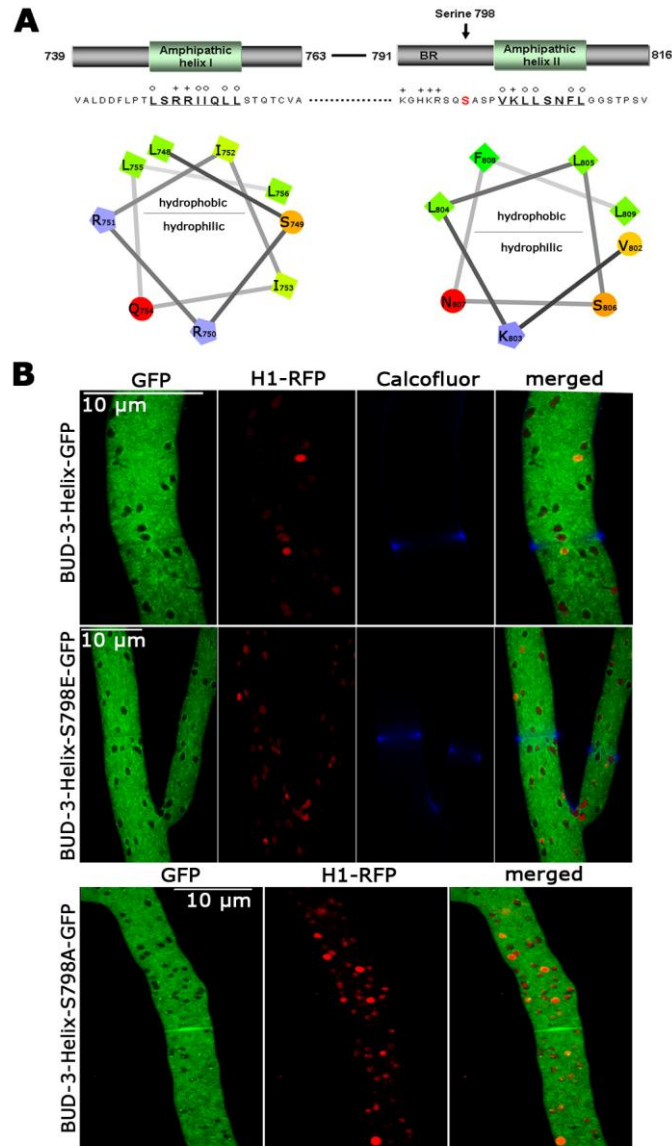 A
Serine 798
739 Amphipathic helix I 763 791 BR Amphipathic helix II 816
VALDDFLPTLSRRIIQLLSTQTCVA KGHKRSQSASPVKLLSNFLGGSTPSV
L755 L748 I752 L756 S749 I753 R750 Q754 R751
hydrophobic
hydrophilic
F808 L805 L809 V802 S806 K803 N807 L804
hydrophobic
hydrophilic
B
GFP H1-RFP Calcofluor merged
10 µm
BUD-3-Helix-GFP
10 µm
BUD-3-Helix-S798E-GFP
GFP H1-RFP merged
10 µm
BUD-3-Helix-S798A-GFP